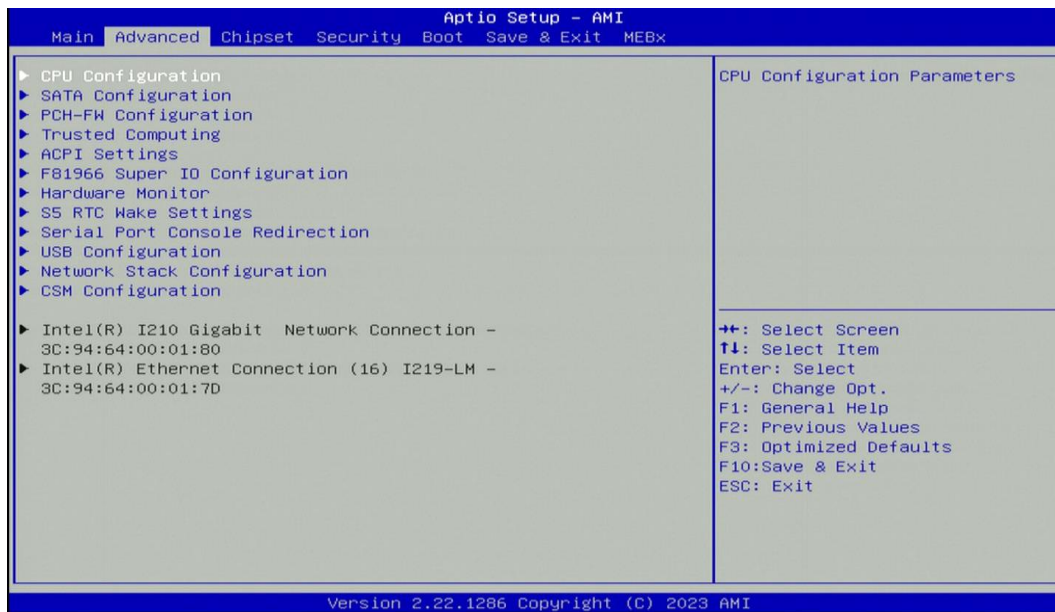 Aptio Setup – AMI
Main Advanced Chipset Security Boot Save & Exit MEBx
► CPU Configuration
► SATA Configuration
► PCH-FW Configuration
► Trusted Computing
► ACPI Settings
► F81966 Super IO Configuration
► Hardware Monitor
► S5 RTC Wake Settings
► Serial Port Console Redirection
► USB Configuration
► Network Stack Configuration
► CSM Configuration
► Intel(R) I210 Gigabit  Network Connection –
3C:94:64:00:01:80
► Intel(R) Ethernet Connection (16) I219-LM –
3C:94:64:00:01:7D
CPU Configuration Parameters
→←: Select Screen
↑↓: Select Item
Enter: Select
+/-: Change Opt.
F1: General Help
F2: Previous Values
F3: Optimized Defaults
F10:Save & Exit
ESC: Exit
Version 2.22.1286 Copyright (C) 2023 AMI